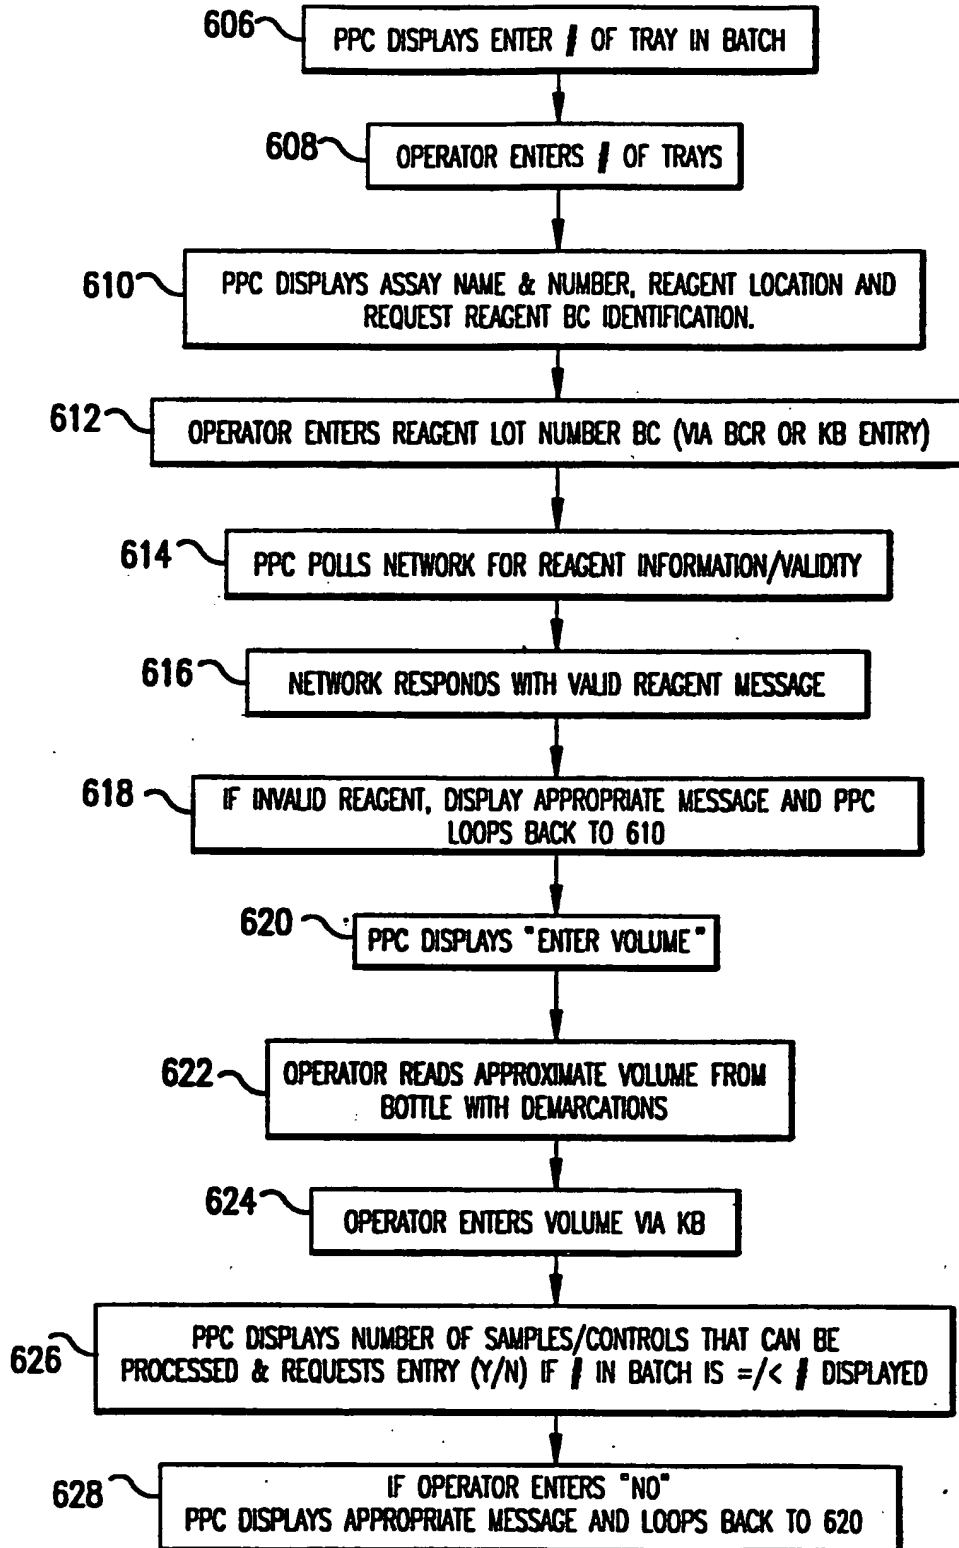 606
PPC DISPLAYS ENTER # OF TRAY IN BATCH
608
OPERATOR ENTERS # OF TRAYS
610
PPC DISPLAYS ASSAY NAME & NUMBER, REAGENT LOCATION AND
REQUEST REAGENT BC IDENTIFICATION.
612
OPERATOR ENTERS REAGENT LOT NUMBER BC (VIA BCR OR KB ENTRY)
614
PPC POLLS NETWORK FOR REAGENT INFORMATION/VALIDITY
616
NETWORK RESPONDS WITH VALID REAGENT MESSAGE
618
IF INVALID REAGENT, DISPLAY APPROPRIATE MESSAGE AND PPC
LOOPS BACK TO 610
620
PPC DISPLAYS "ENTER VOLUME"
622
OPERATOR READS APPROXIMATE VOLUME FROM
BOTTLE WITH DEMARCATIONS
624
OPERATOR ENTERS VOLUME VIA KB
626
PPC DISPLAYS NUMBER OF SAMPLES/CONTROLS THAT CAN BE
PROCESSED & REQUESTS ENTRY (Y/N) IF # IN BATCH IS =/< # DISPLAYED
628
IF OPERATOR ENTERS "NO"
PPC DISPLAYS APPROPRIATE MESSAGE AND LOOPS BACK TO 620